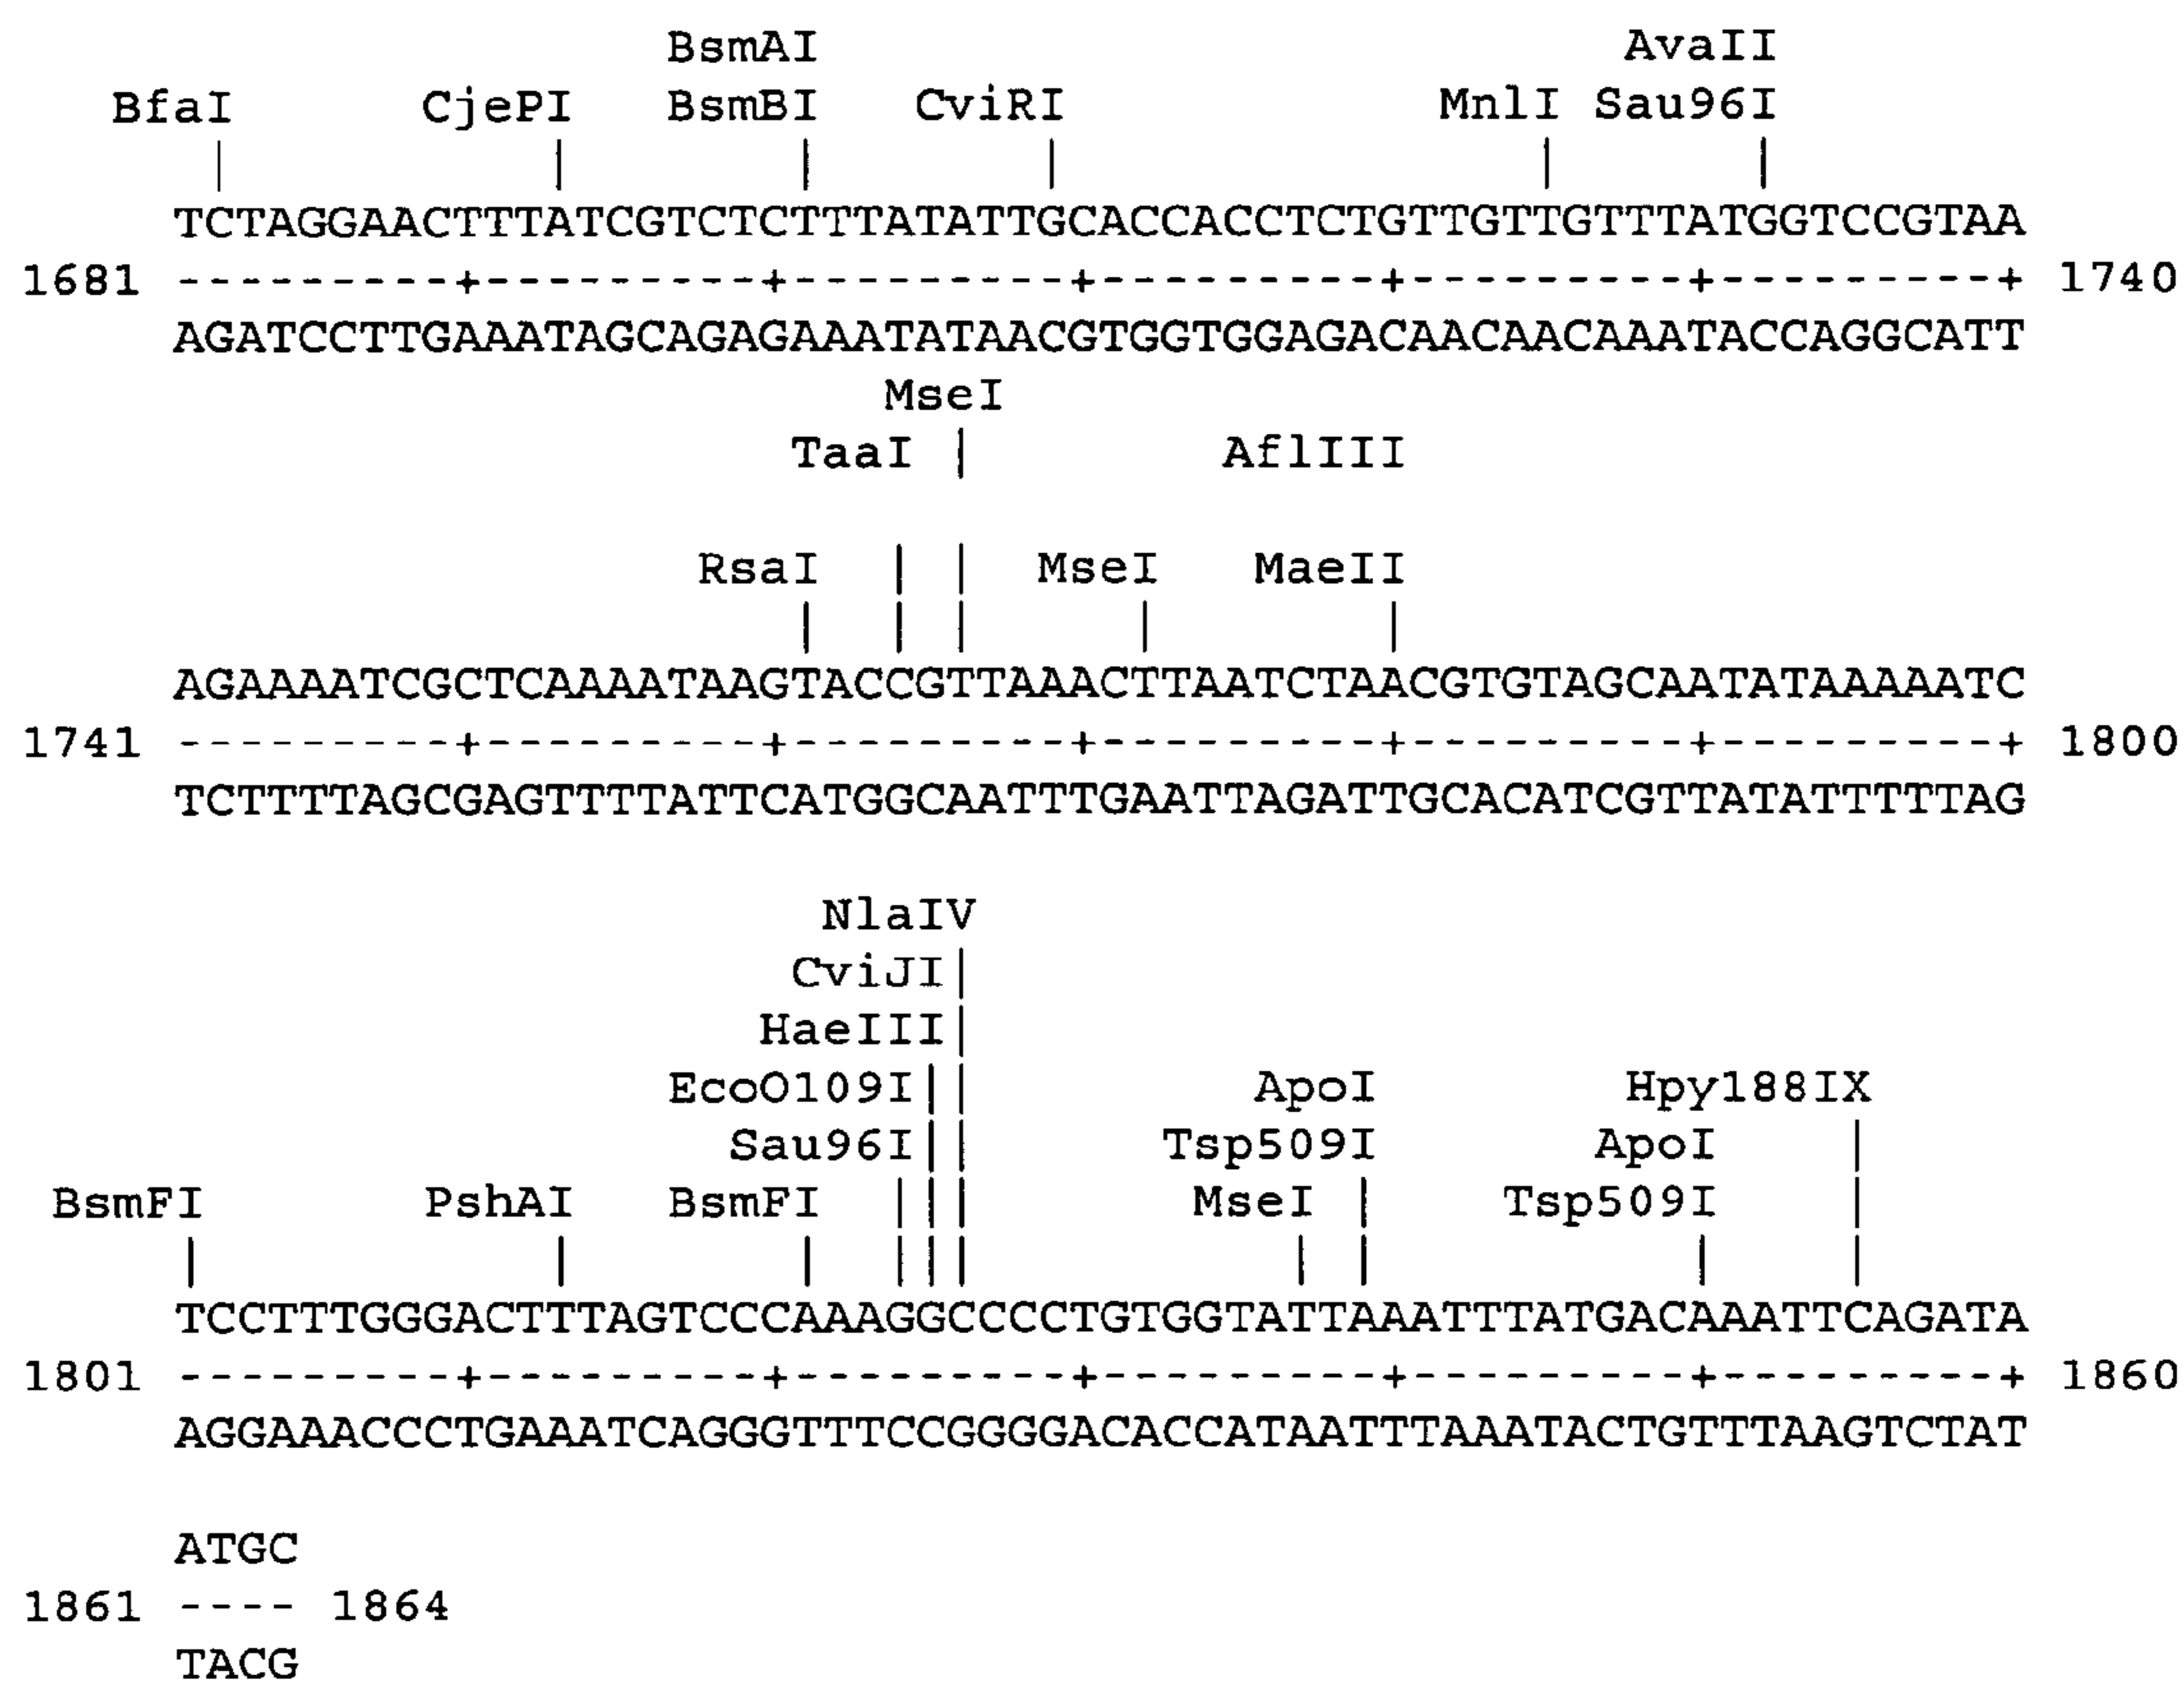 BsmAI AvaII
BfaI CjePI BsmBI CviRI MnlI Sau96I
| | | | | |
TCTAGGAACTTTATCGTCTCTTTATATTGCACCACCTCTGTTGTTGTTTATGGTCCGTAA
1681 ---------+---------+---------+---------+---------+---------+ 1740
AGATCCTTGAAATAGCAGAGAAATATAACGTGGTGGAGACAACAACAAATACCAGGCATT
MseI
TaaI | AflIII
RsaI | | MseI MaeII
| | | | |
AGAAAATCGCTCAAAATAAGTACCGTTAAACTTAATCTAACGTGTAGCAATATAAAAATC
1741 ---------+---------+---------+---------+---------+---------+ 1800
TCTTTTAGCGAGTTTTATTCATGGCAATTTGAATTAGATTGCACATCGTTATATTTTTAG
NlaIV
CviJI |
HaeIII |
EcoO109I | | ApoI Hpy188IX
Sau96I | | Tsp509I ApoI |
BsmFI PshAI BsmFI | | | MseI | Tsp509I |
| | | | | | | | | |
TCCTTTGGGACTTTAGTCCCAAAGGCCCCTGTGGTATTAAATTTATGACAAATTCAGATA
1801 ---------+---------+---------+---------+---------+---------+ 1860
AGGAAACCCTGAAATCAGGGTTTCCGGGGACACCATAATTTAAATACTGTTTAAGTCTAT
ATGC
1861 ---- 1864
TACG